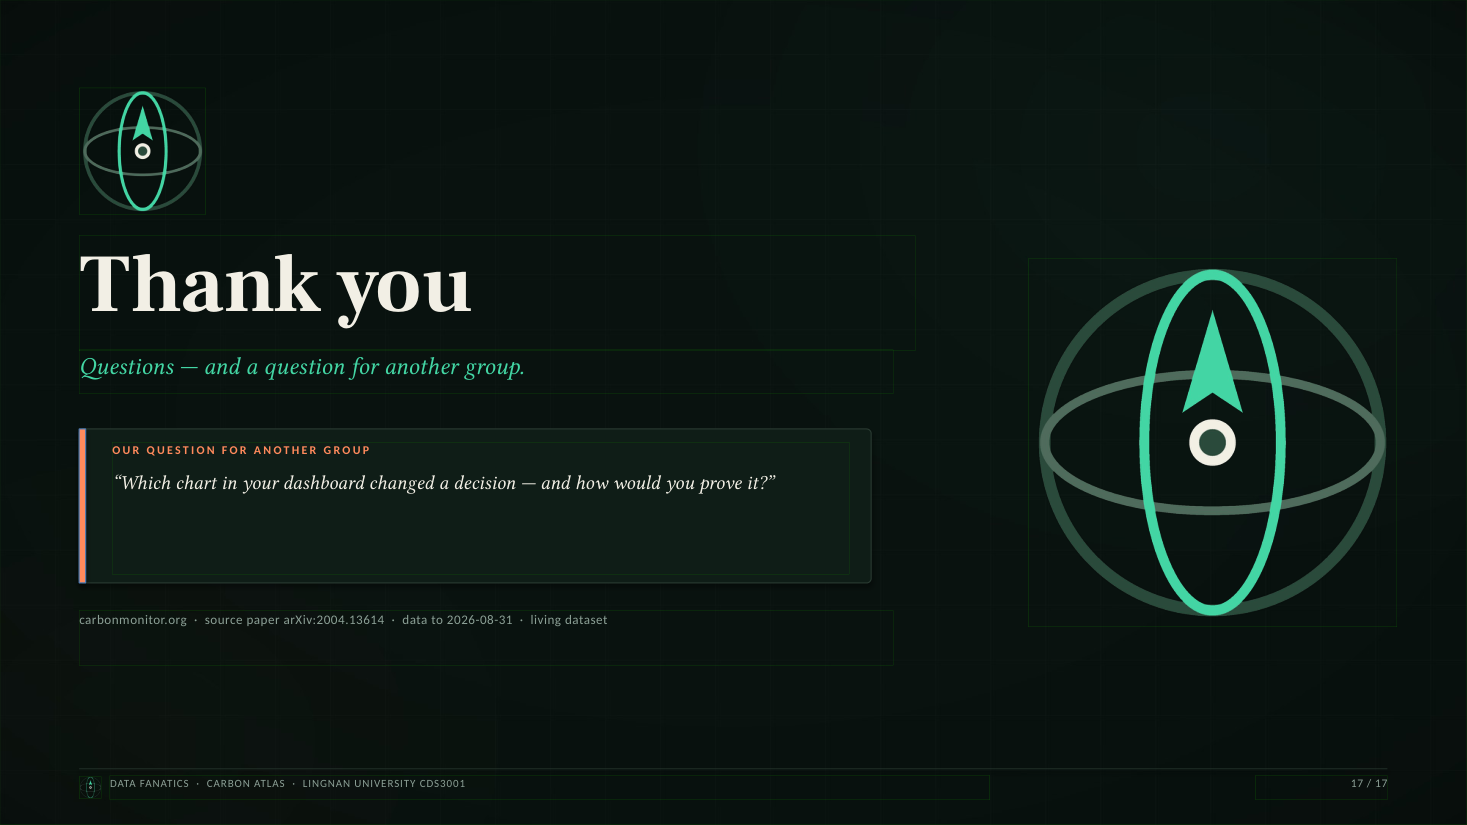 Thank you
Questions — and a question for another group.
OUR QUESTION FOR ANOTHER GROUP
“Which chart in your dashboard changed a decision — and how would you prove it?”
carbonmonitor.org · source paper arXiv:2004.13614 · data to 2026-08-31 · living dataset
DATA FANATICS · CARBON ATLAS · LINGNAN UNIVERSITY CDS3001
17 / 17